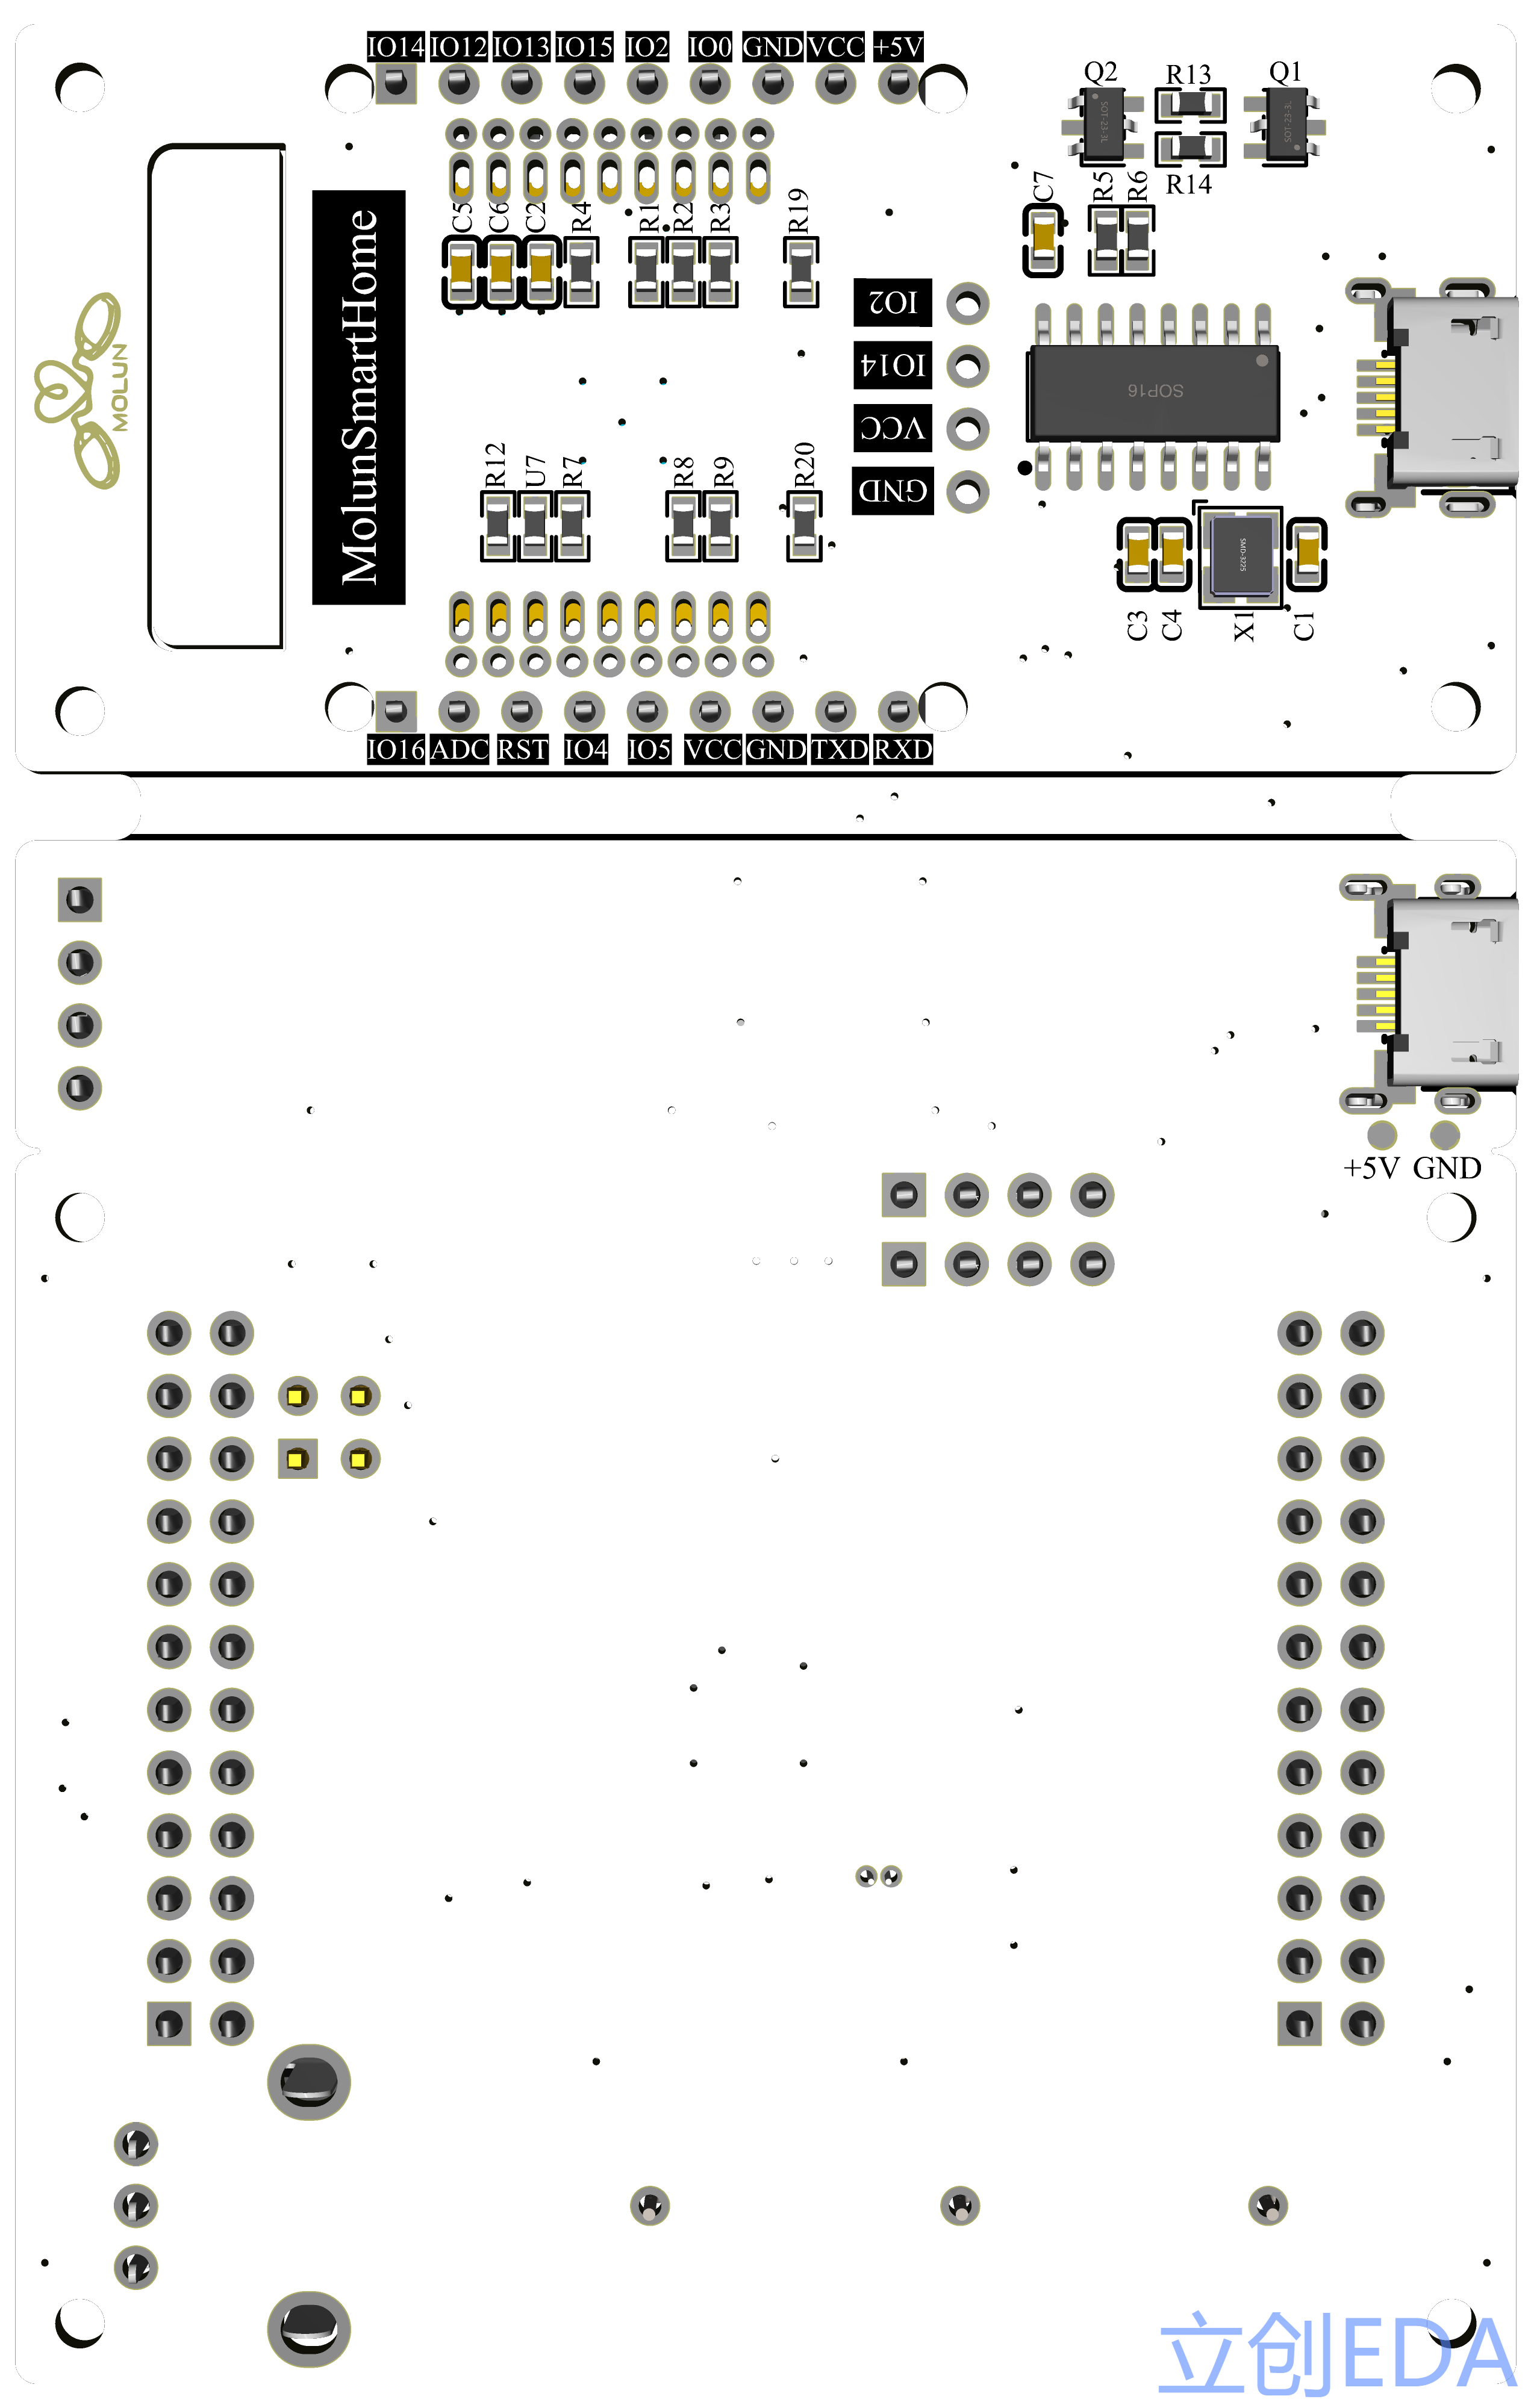 IO14 IO12 IO13 IO15 IO2 IO0 GND VCC +5V
Q2 R13 Q1
SOT-23-3L
SOT-23-3L
R14
C5 C6 C2 R4 R1 R2 R3 R19
C7 R5 R6
MOLUN
MolunSmartHome
IO2
IO14
VCC
GND
SOP16
R12 U7 R7 R8 R9 R20
SMD-3225
C3 C4 X1 C1
IO16 ADC RST IO4 IO5 VCC GND TXD RXD
+5V GND
立创EDA